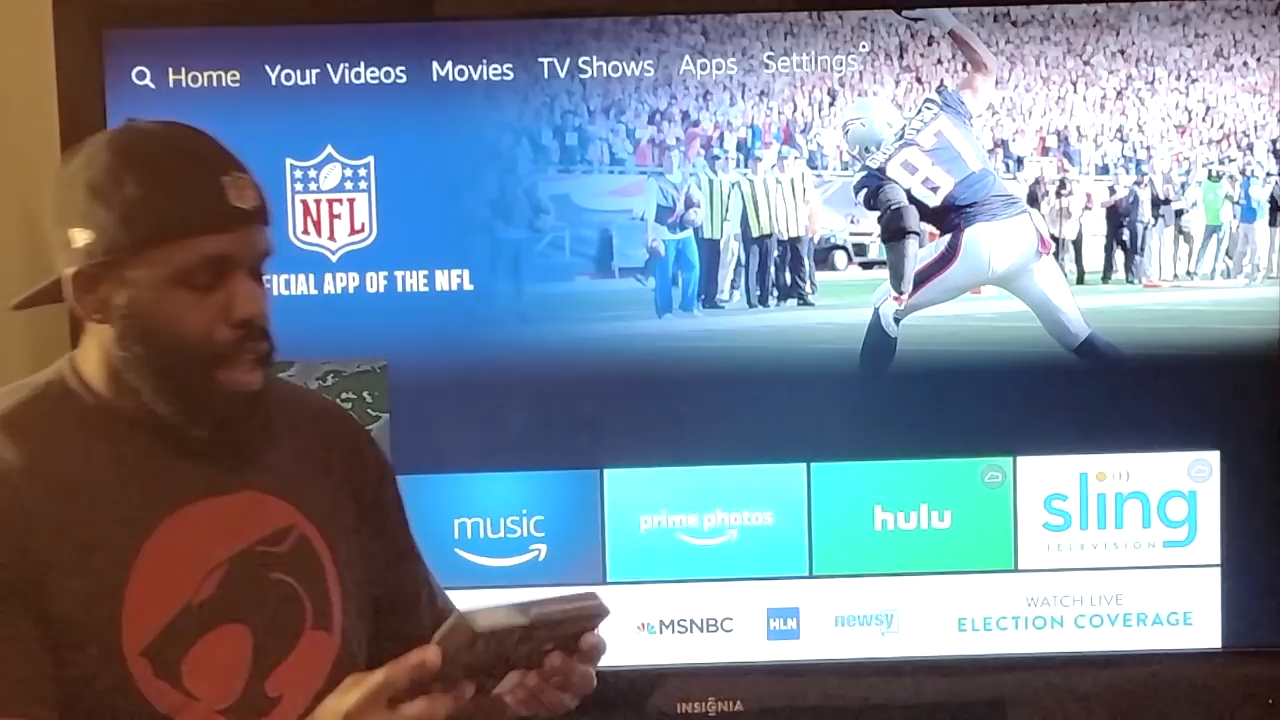 Home Your Videos Movies TV Shows Apps Settings
NFL
FICIAL APP OF THE NFL
87
music
prime photos
hulu
sling
TELEVISION
MSNBC
HLN
newsy
WATCH LIVE
ELECTION COVERAGE
INSIGNIA